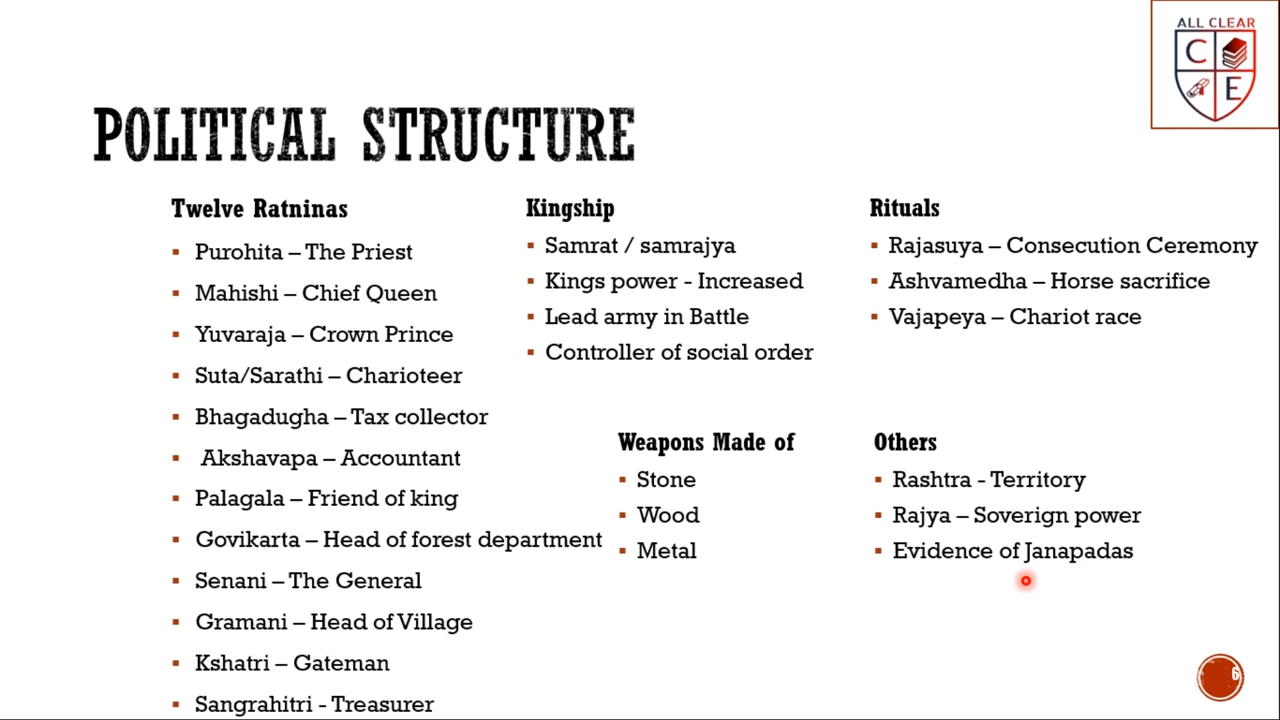 ALL CLEAR
C
E
POLITICAL STRUCTURE
Twelve Ratninas
Purohita – The Priest
Mahishi – Chief Queen
Yuvaraja – Crown Prince
Suta/Sarathi – Charioteer
Bhagadugha – Tax collector
Akshavapa – Accountant
Palagala – Friend of king
Govikarta – Head of forest department
Senani – The General
Gramani – Head of Village
Kshatri – Gateman
Sangrahitri - Treasurer
Kingship
Samrat / samrajya
Kings power - Increased
Lead army in Battle
Controller of social order
Rituals
Rajasuya – Consecution Ceremony
Ashvamedha – Horse sacrifice
Vajapeya – Chariot race
Weapons Made of
Stone
Wood
Metal
Others
Rashtra - Territory
Rajya – Soverign power
Evidence of Janapadas
6